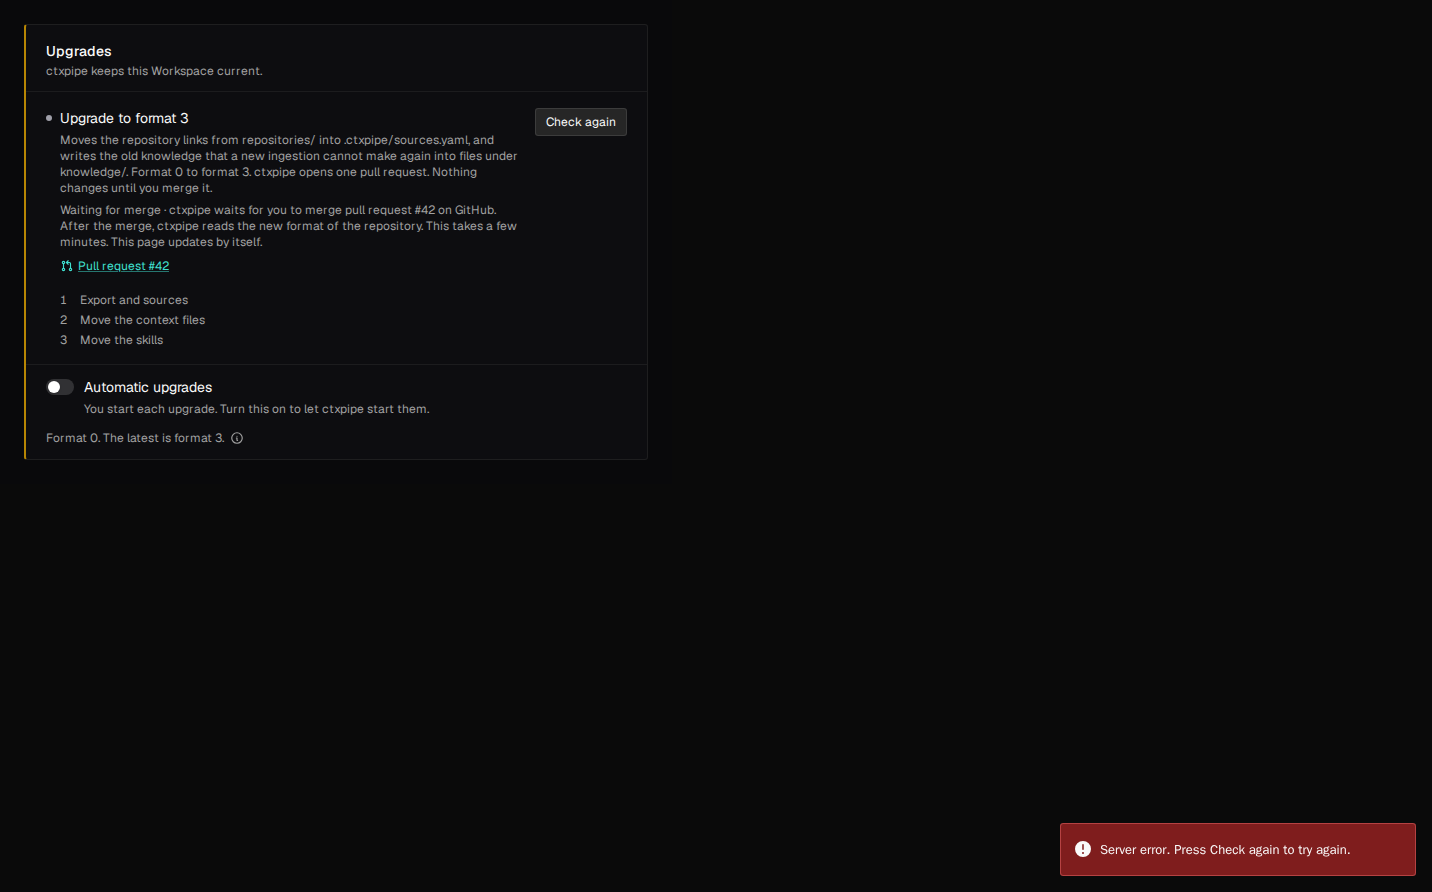 Upgrades
ctxpipe keeps this Workspace current.
Upgrade to format 3
Check again
Moves the repository links from repositories/ into .ctxpipe/sources.yaml, and
writes the old knowledge that a new ingestion cannot make again into files under
knowledge/. Format 0 to format 3. ctxpipe opens one pull request. Nothing
changes until you merge it.
Waiting for merge · ctxpipe waits for you to merge pull request #42 on GitHub.
After the merge, ctxpipe reads the new format of the repository. This takes a few
minutes. This page updates by itself.
Pull request #42
1 Export and sources
2 Move the context files
3 Move the skills
Automatic upgrades
You start each upgrade. Turn this on to let ctxpipe start them.
Format 0. The latest is format 3.
Server error. Press Check again to try again.